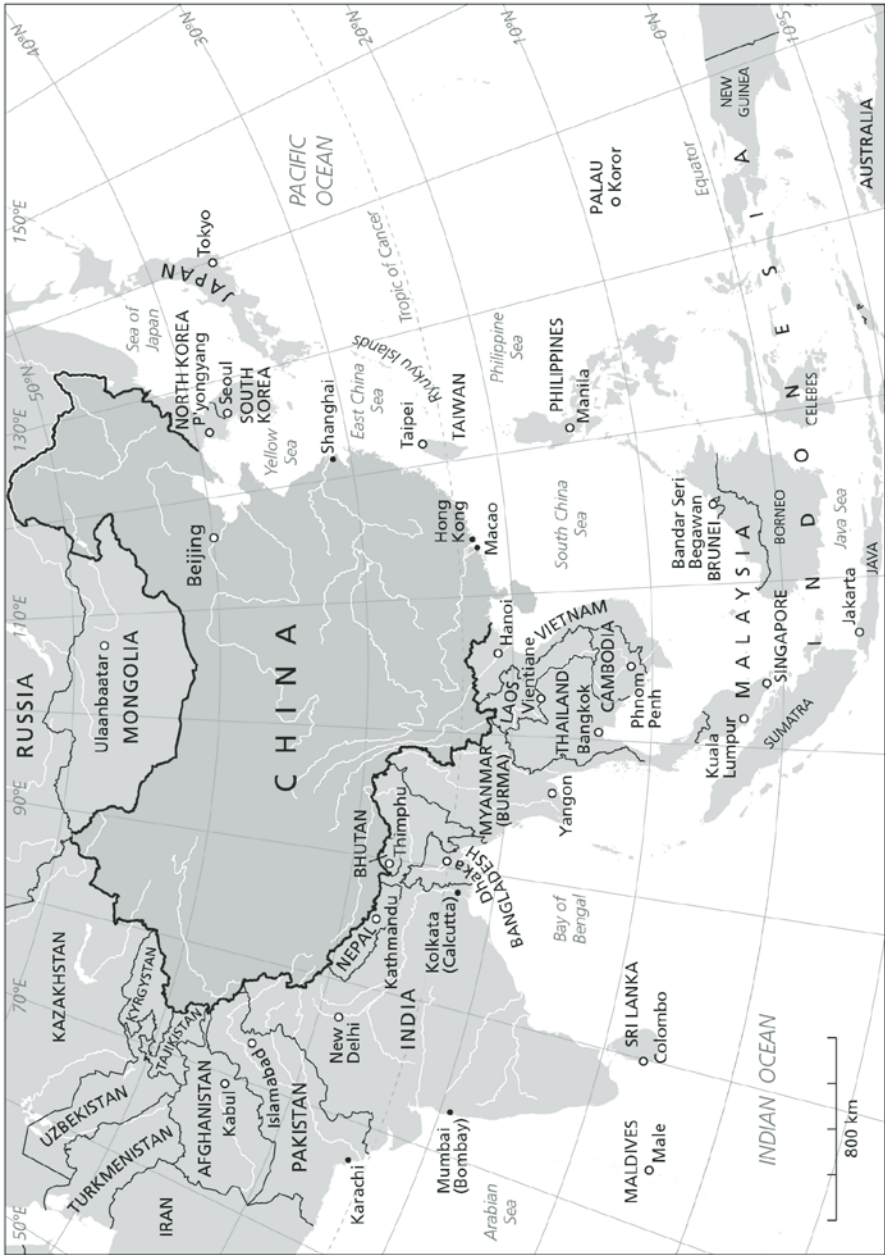 50°E
70°E
90°E
110°E
130°E
150°E
40°N
50°N
30°N
20°N
10°N
0°N
10°S
RUSSIA
KAZAKHSTAN
UZBEKISTAN
TURKMENISTAN
KYRGYSTAN
TAJIKISTAN
IRAN
AFGHANISTAN
Kabul
Islamabad
PAKISTAN
Karachi
Ulaanbaatar
MONGOLIA
CHINA
Beijing
Shanghai
Hong
Kong
Macao
NORTH KOREA
P'yongyang
Seoul
SOUTH
KOREA
Sea of
Japan
JAPAN
Tokyo
Yellow
Sea
East China
Sea
Ryukyu Islands
Taipei
TAIWAN
PACIFIC
OCEAN
Tropic of Cancer
New
Delhi
INDIA
NEPAL
Kathmandu
BHUTAN
Thimphu
Kolkata
(Calcutta)
Dhaka
BANGLADESH
Mumbai
(Bombay)
Arabian
Sea
Bay of
Bengal
MYANMAR
(BURMA)
Yangon
LAOS
Vientiane
Hanoi
VIETNAM
THAILAND
Bangkok
CAMBODIA
Phnom
Penh
South China
Sea
Philippine
Sea
PHILIPPINES
Manila
PALAU
Koror
Equator
MALDIVES
Male
SRI LANKA
Colombo
INDIAN OCEAN
Kuala
Lumpur
MALAYSIA
SINGAPORE
SUMATRA
Bandar Seri
Begawan
BRUNEI
BORNEO
CELEBES
INDONESIA
Java Sea
Jakarta
JAVA
NEW
GUINEA
AUSTRALIA
800 km